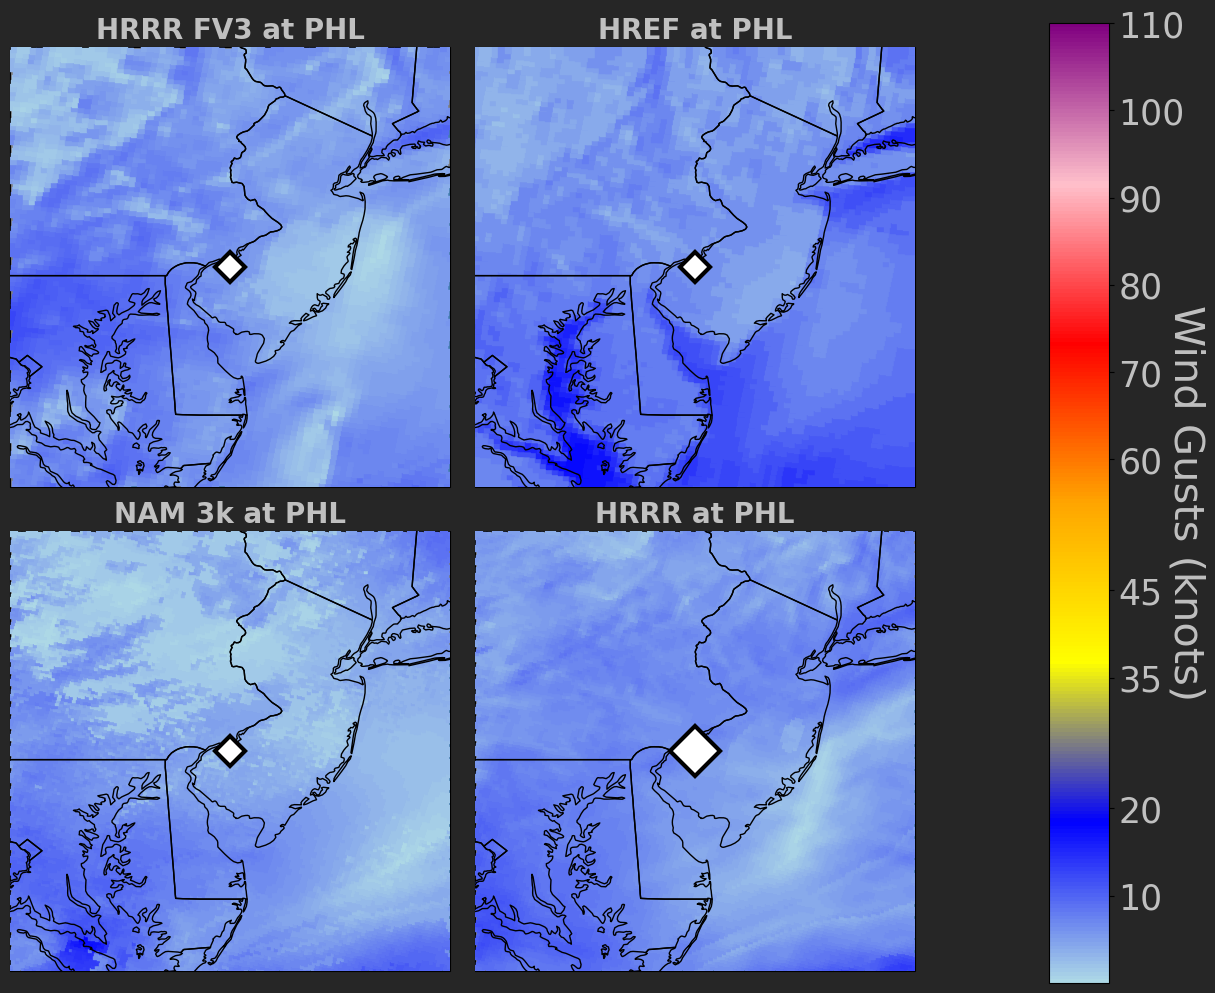 HRRR FV3 at PHL
HREF at PHL
NAM 3k at PHL
HRRR at PHL
110
100
90
80
70
60
45
35
20
10
Wind Gusts (knots)